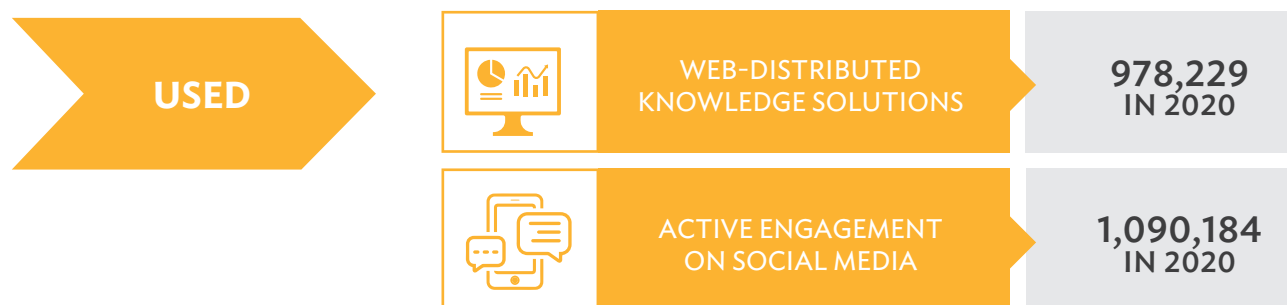 USED
WEB-DISTRIBUTED
KNOWLEDGE SOLUTIONS
978,229
IN 2020
ACTIVE ENGAGEMENT
ON SOCIAL MEDIA
1,090,184
IN 2020